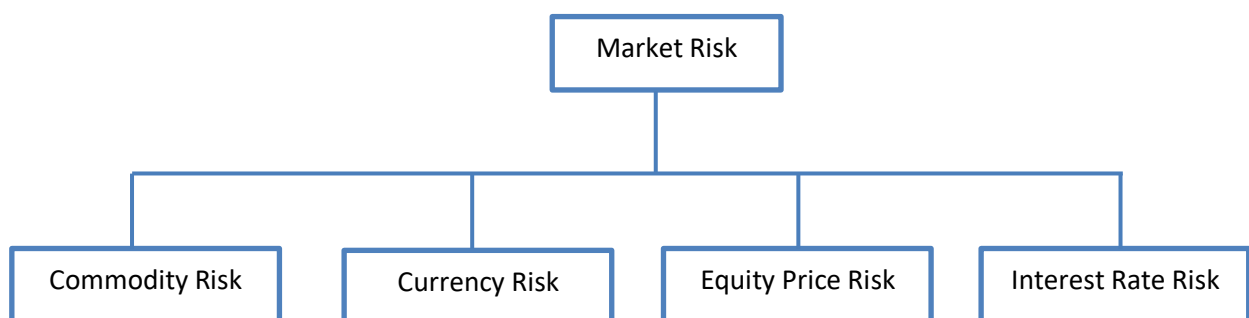 Market Risk
Commodity Risk
Currency Risk
Equity Price Risk
Interest Rate Risk